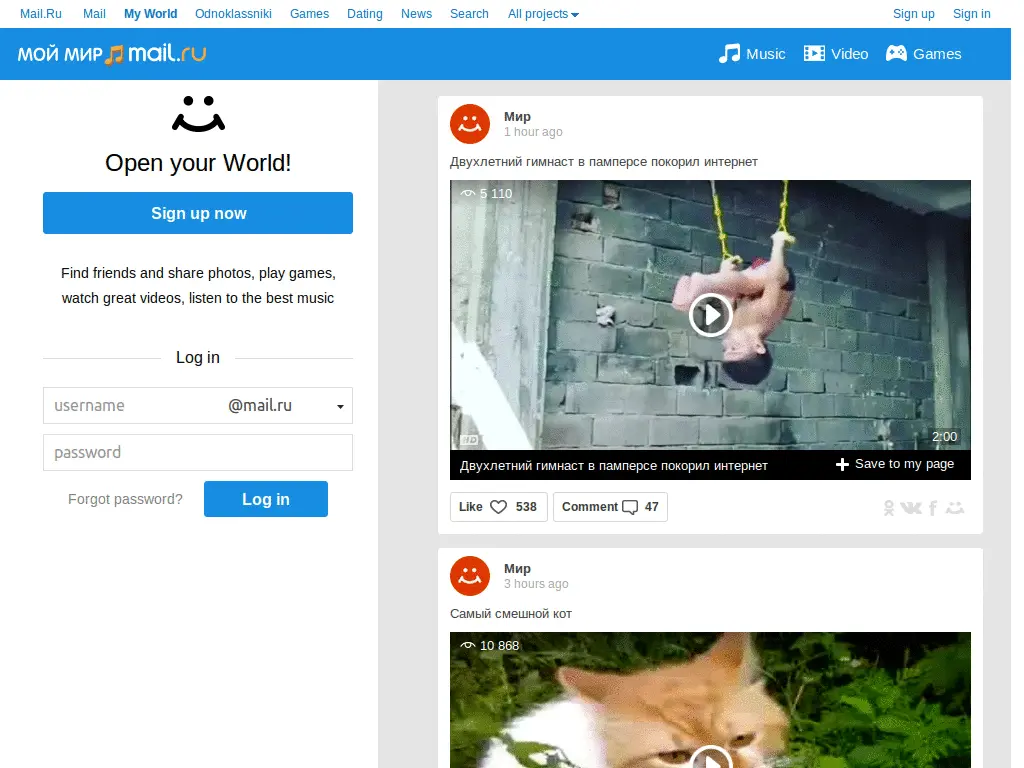 Mail.Ru Mail My World Odnoklassniki Games Dating News Search All projects Sign up Sign in
МОЙ МИР mail.ru Music Video Games
Open your World!
Sign up now
Find friends and share photos, play games,
watch great videos, listen to the best music
Log in
username @mail.ru
password
Forgot password? Log in
Мир
1 hour ago
Двухлетний гимнаст в памперсе покорил интернет
5 110
HD 2:00
Двухлетний гимнаст в памперсе покорил интернет Save to my page
Like 538 Comment 47
Мир
3 hours ago
Самый смешной кот
10 868